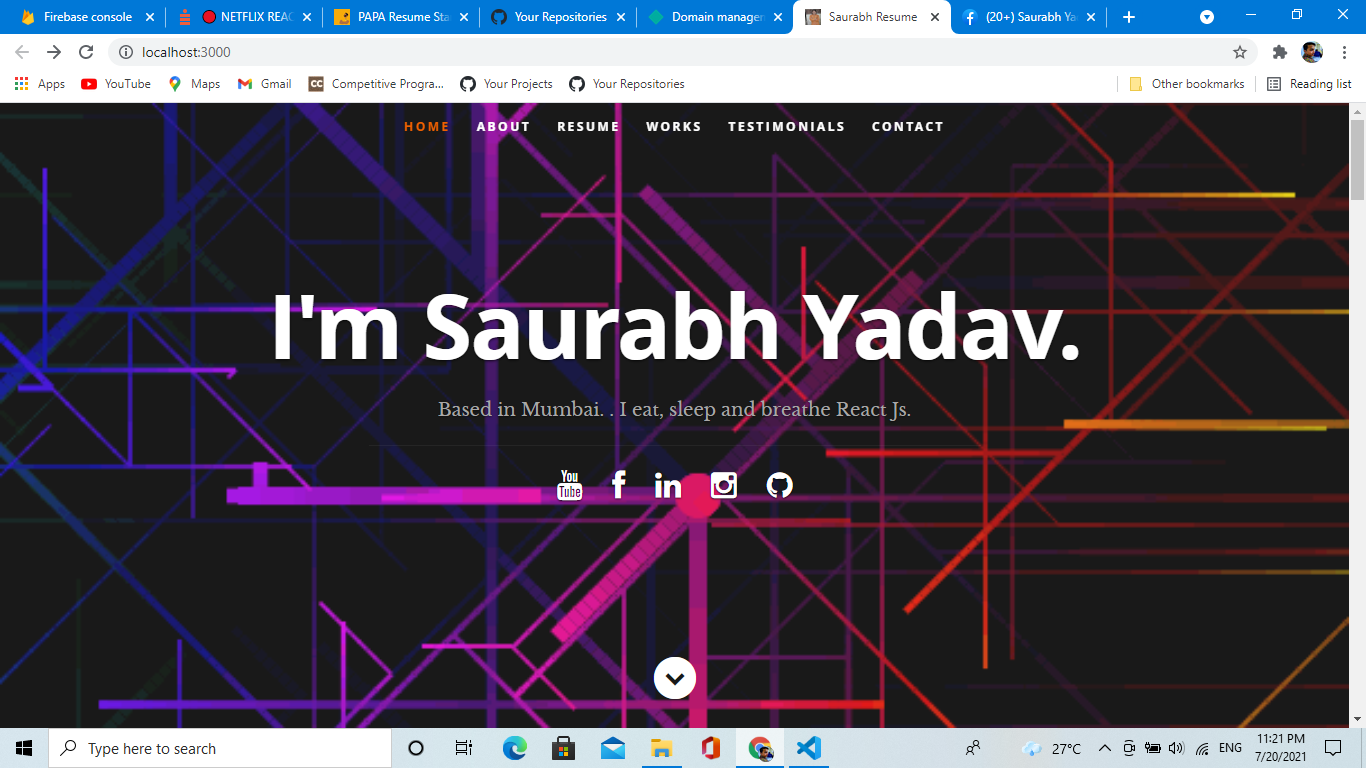 Firebase console
NETFLIX REAC
PAPA Resume Sta
Your Repositories
Domain managem
Saurabh Resume
(20+) Saurabh Ya
localhost:3000
Apps
YouTube
Maps
Gmail
CC
Competitive Progra...
Your Projects
Your Repositories
Other bookmarks
Reading list
HOME ABOUT RESUME WORKS TESTIMONIALS CONTACT
I'm Saurabh Yadav.
Based in Mumbai. . I eat, sleep and breathe React Js.
You
Tube
f
in
Type here to search
27°C
ENG
11:21 PM
7/20/2021